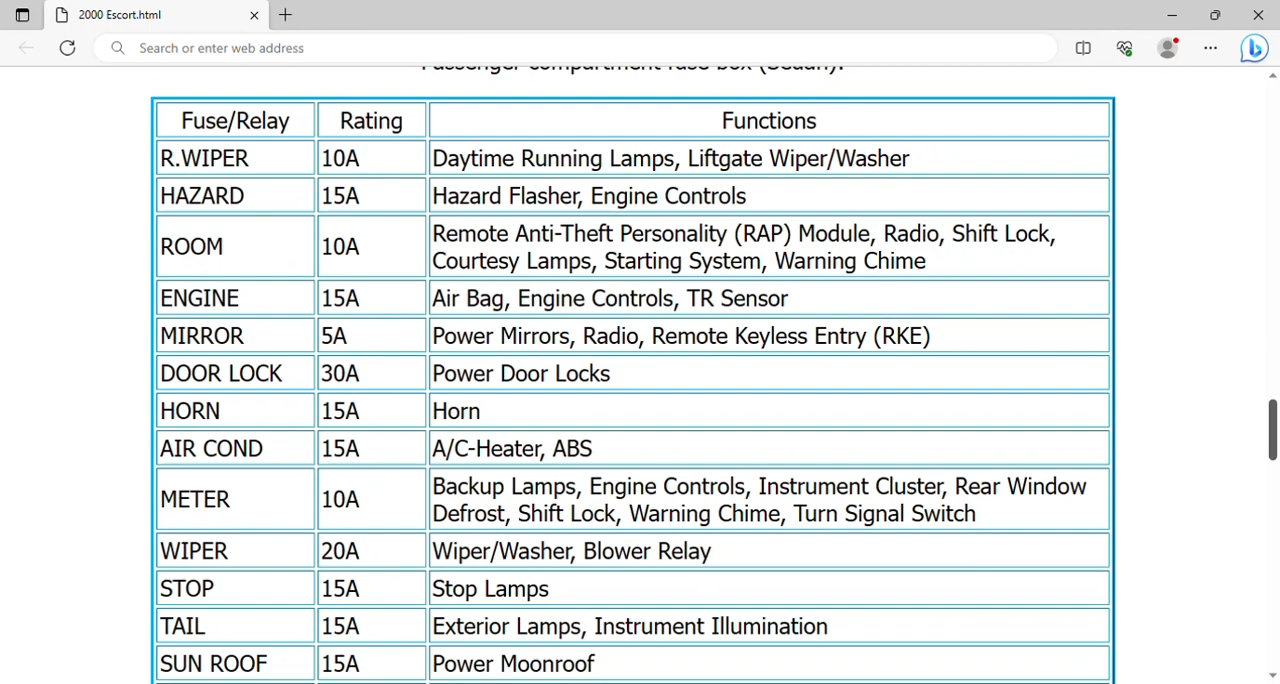 2000 Escort.html
Search or enter web address
Passenger compartment fuse box (Sedan):
Fuse/Relay Rating Functions
R.WIPER 10A Daytime Running Lamps, Liftgate Wiper/Washer
HAZARD 15A Hazard Flasher, Engine Controls
ROOM 10A Remote Anti-Theft Personality (RAP) Module, Radio, Shift Lock,
Courtesy Lamps, Starting System, Warning Chime
ENGINE 15A Air Bag, Engine Controls, TR Sensor
MIRROR 5A Power Mirrors, Radio, Remote Keyless Entry (RKE)
DOOR LOCK 30A Power Door Locks
HORN 15A Horn
AIR COND 15A A/C-Heater, ABS
METER 10A Backup Lamps, Engine Controls, Instrument Cluster, Rear Window
Defrost, Shift Lock, Warning Chime, Turn Signal Switch
WIPER 20A Wiper/Washer, Blower Relay
STOP 15A Stop Lamps
TAIL 15A Exterior Lamps, Instrument Illumination
SUN ROOF 15A Power Moonroof